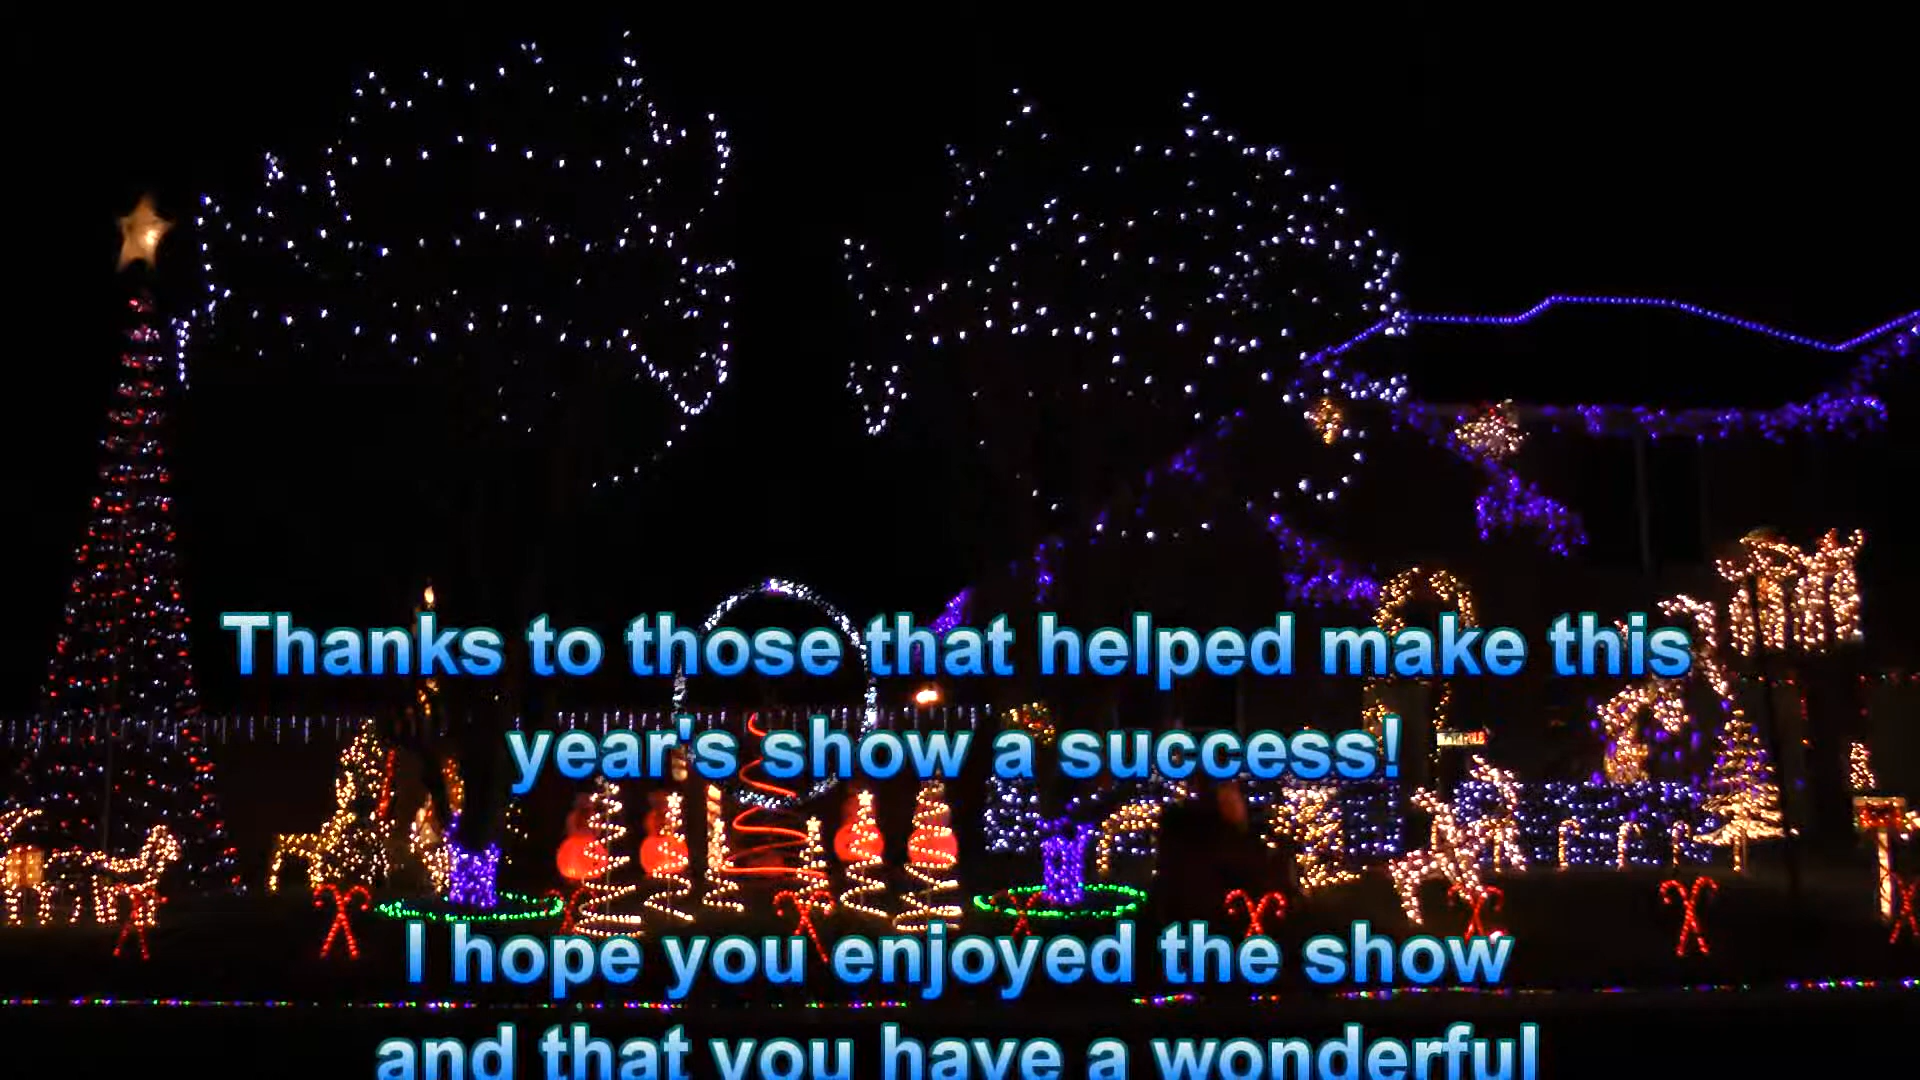 Thanks to those that helped make this
year's show a success!
I hope you enjoyed the show
and that you have a wonderful